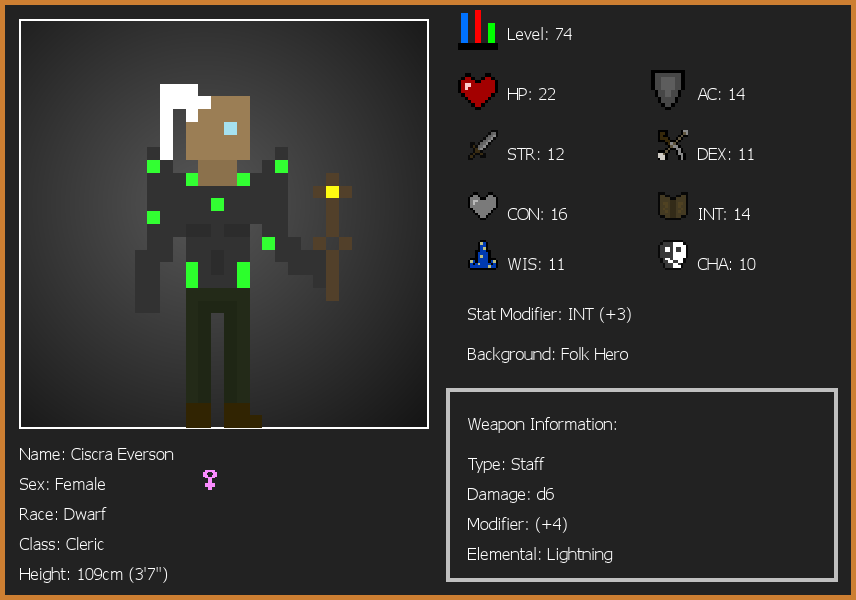 Level: 74
HP: 22
AC: 14
STR: 12
DEX: 11
CON: 16
INT: 14
WIS: 11
CHA: 10
Stat Modifier: INT (+3)
Background: Folk Hero
Weapon Information:
Type: Staff
Damage: d6
Modifier: (+4)
Elemental: Lightning
Name: Ciscra Everson
Sex: Female
Race: Dwarf
Class: Cleric
Height: 109cm (3'7")